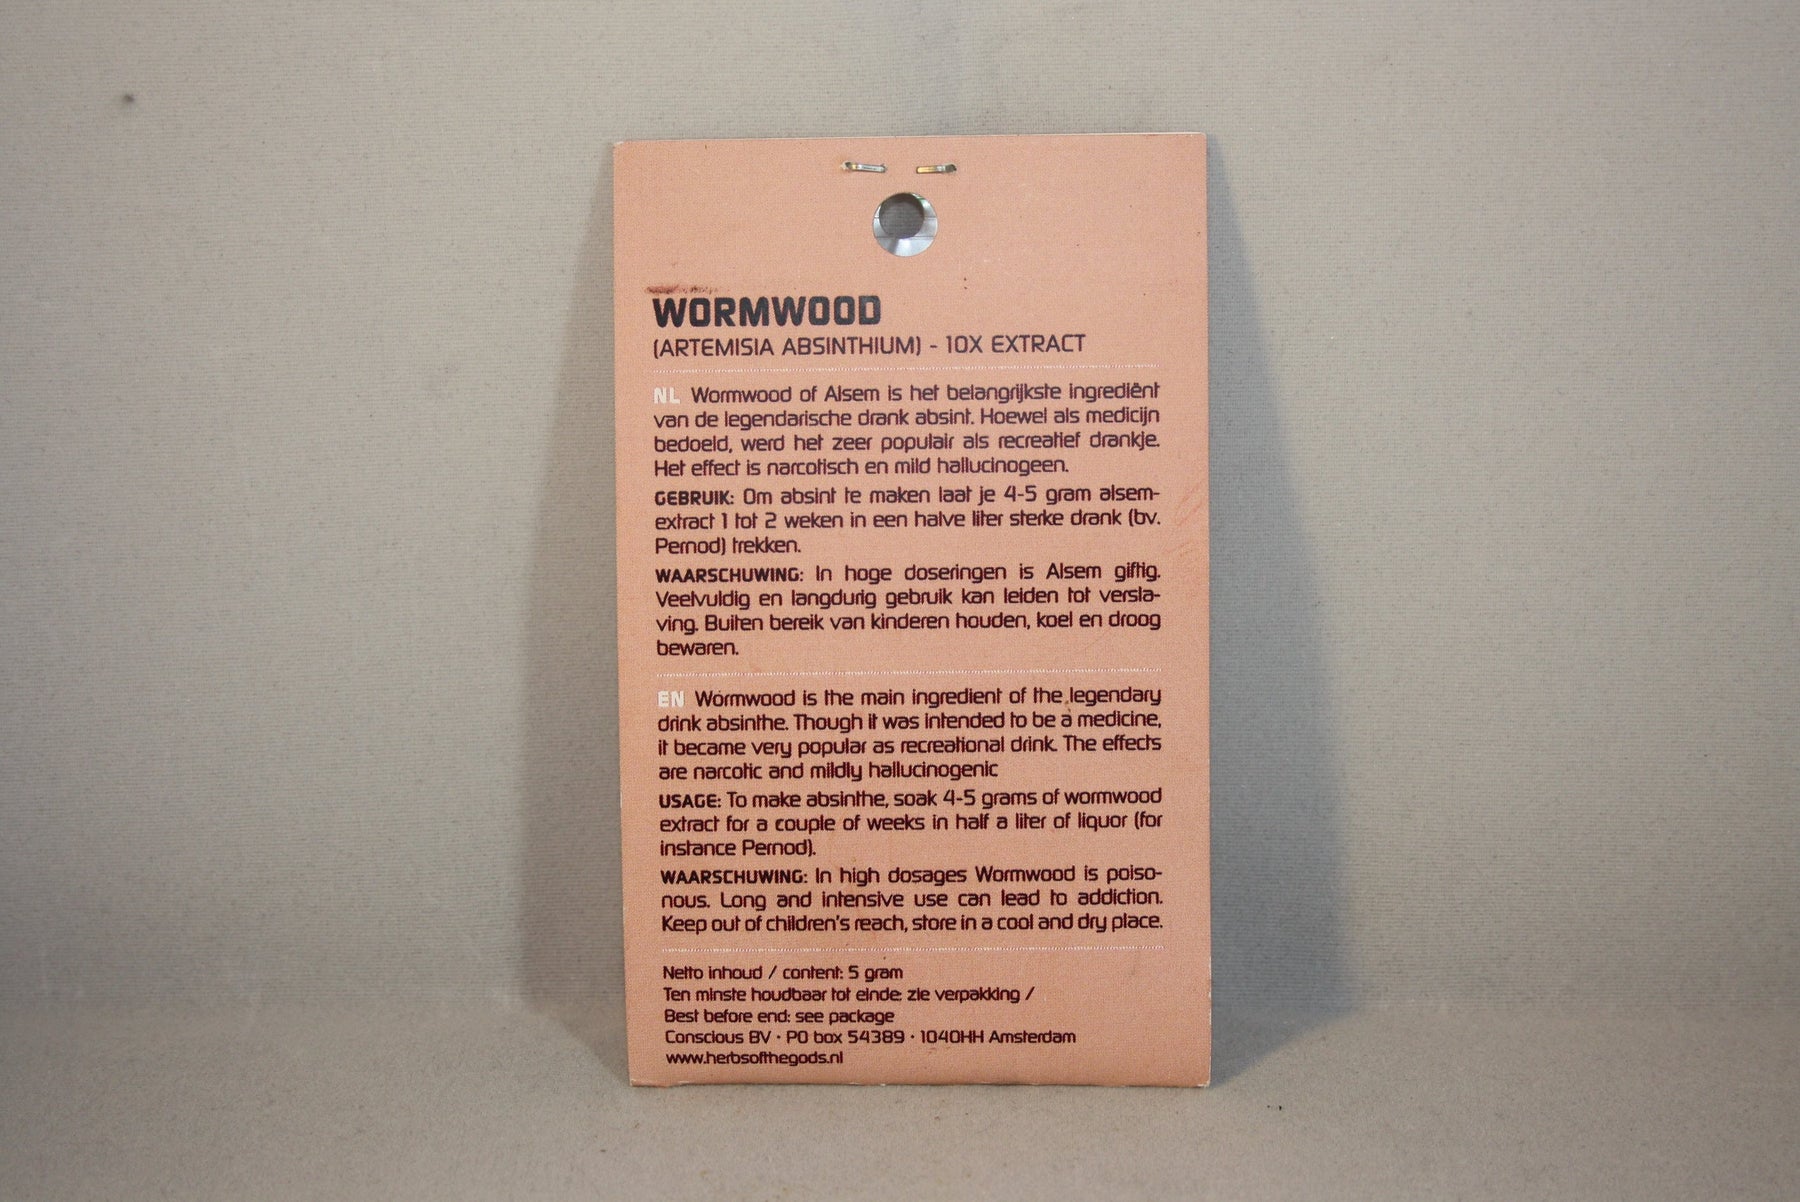 WORMWOOD
(ARTEMISIA ABSINTHIUM) - 10X EXTRACT
NL Wormwood of Alsem is het belangrijkste ingrediënt
van de legendarische drank absint. Hoewel als medicijn
bedoeld, werd het zeer populair als recreatief drankje.
Het effect is narcotisch en mild hallucinogeen.
GEBRUIK: Om absint te maken laat je 4-5 gram alsem-
extract 1 tot 2 weken in een halve liter sterke drank (bv.
Pernod) trekken.
WAARSCHUWING: In hoge doseringen is Alsem giftig.
Veelvuldig en langdurig gebruik kan leiden tot versla-
ving. Buiten bereik van kinderen houden, koel en droog
bewaren.
EN Wormwood is the main ingredient of the legendary
drink absinthe. Though it was intended to be a medicine,
it became very popular as recreational drink. The effects
are narcotic and mildly hallucinogenic
USAGE: To make absinthe, soak 4-5 grams of wormwood
extract for a couple of weeks in half a liter of liquor (for
instance Pernod).
WAARSCHUWING: In high dosages Wormwood is poiso-
nous. Long and intensive use can lead to addiction.
Keep out of children's reach, store in a cool and dry place.
Netto inhoud / content: 5 gram
Ten minste houdbaar tot einde: zie verpakking /
Best before end: see package
Conscious BV · PO box 54389 · 1040HH Amsterdam
www.herbsofthegods.nl